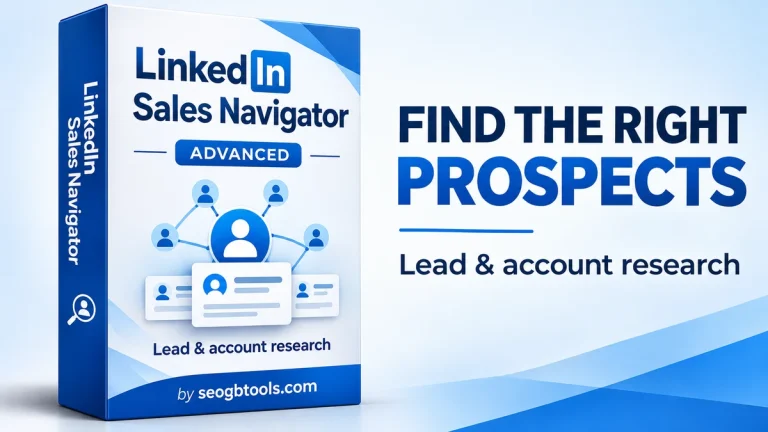 LinkedIn
Sales Navigator
LinkedIn
Sales Navigator
ADVANCED
Lead & account research
by seogbtools.com
FIND THE RIGHT
PROSPECTS
Lead & account research